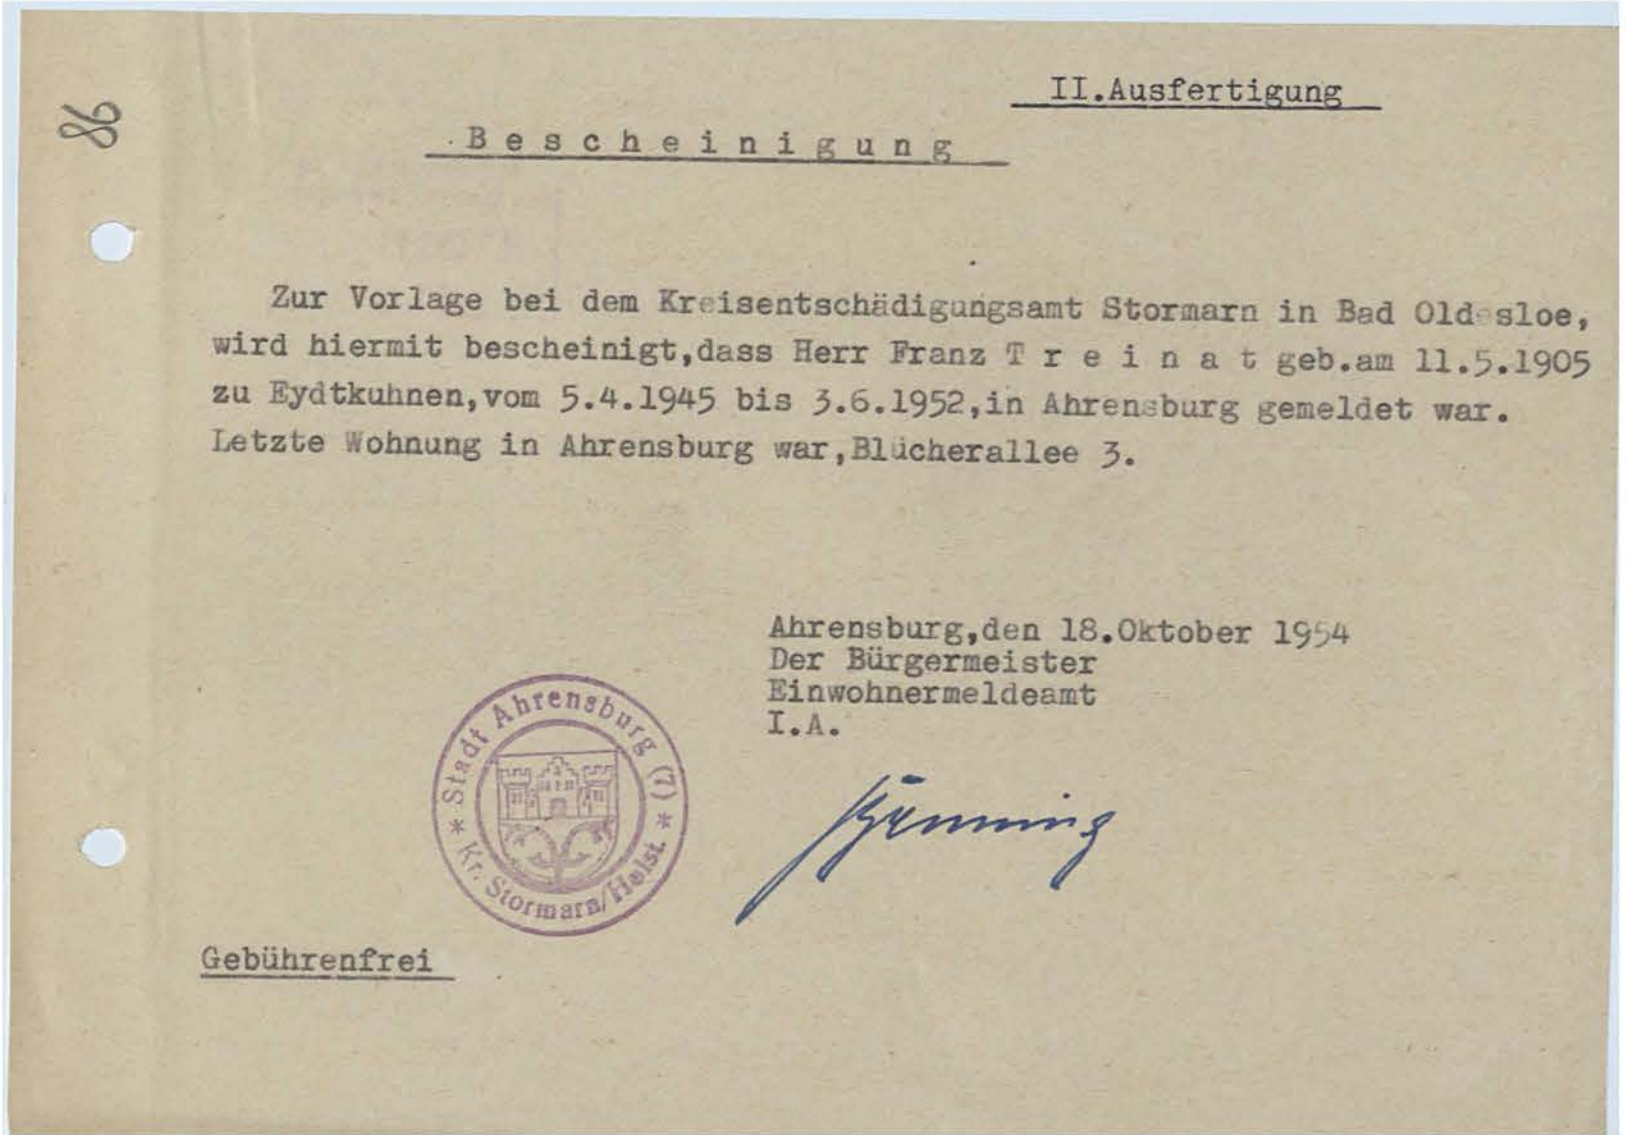 II.Ausfertigung
86
Bescheinigung
Zur Vorlage bei dem Kreisentschädigungsamt Stormarn in Bad Oldesloe,
wird hiermit bescheinigt,dass Herr Franz T r e i n a t geb.am 11.5.1905
zu Eydtkuhnen,vom 5.4.1945 bis 3.6.1952,in Ahrensburg gemeldet war.
Letzte Wohnung in Ahrensburg war,Blücherallee 3.
Ahrensburg,den 18.Oktober 1954
Der Bürgermeister
Einwohnermeldeamt
I.A.
* Stadt Ahrensburg (7) *
Kr. Stormarn/Holst.
Gebührenfrei